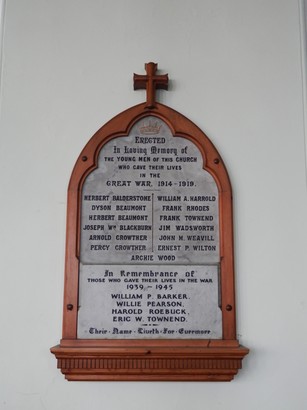 ERECTED
In Loving Memory of
THE YOUNG MEN OF THIS CHURCH
WHO GAVE THEIR LIVES
IN THE
GREAT WAR, 1914-1919.
HERBERT BALDERSTONE WILLIAM A. HARROLD
DYSON BEAUMONT FRANK RHODES
HERBERT BEAUMONT FRANK TOWNEND
JOSEPH Wm BLACKBURN JIM WADSWORTH
ARNOLD CROWTHER JOHN H. WEAVILL
PERCY CROWTHER ERNEST P. WILTON
ARCHIE WOOD
In Remembrance of
THOSE WHO GAVE THEIR LIVES IN THE WAR
1939 - 1945
WILLIAM P. BARKER.
WILLIE PEARSON.
HAROLD ROEBUCK.
ERIC W. TOWNEND.
Their Name Liveth For Evermore